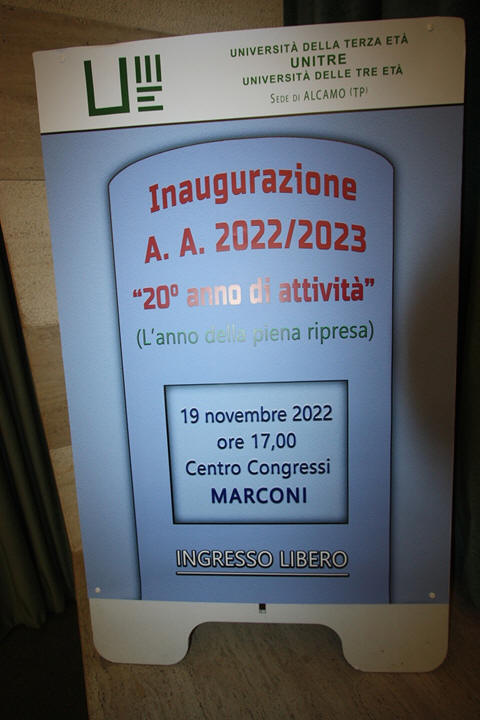 UNIVERSITÀ DELLA TERZA ETÀ
UNITRE
UNIVERSITÀ DELLE TRE ETÀ
SEDE DI ALCAMO (TP)
Inaugurazione
A. A. 2022/2023
“20º anno di attività”
(L'anno della piena ripresa)
19 novembre 2022
ore 17,00
Centro Congressi
MARCONI
INGRESSO LIBERO